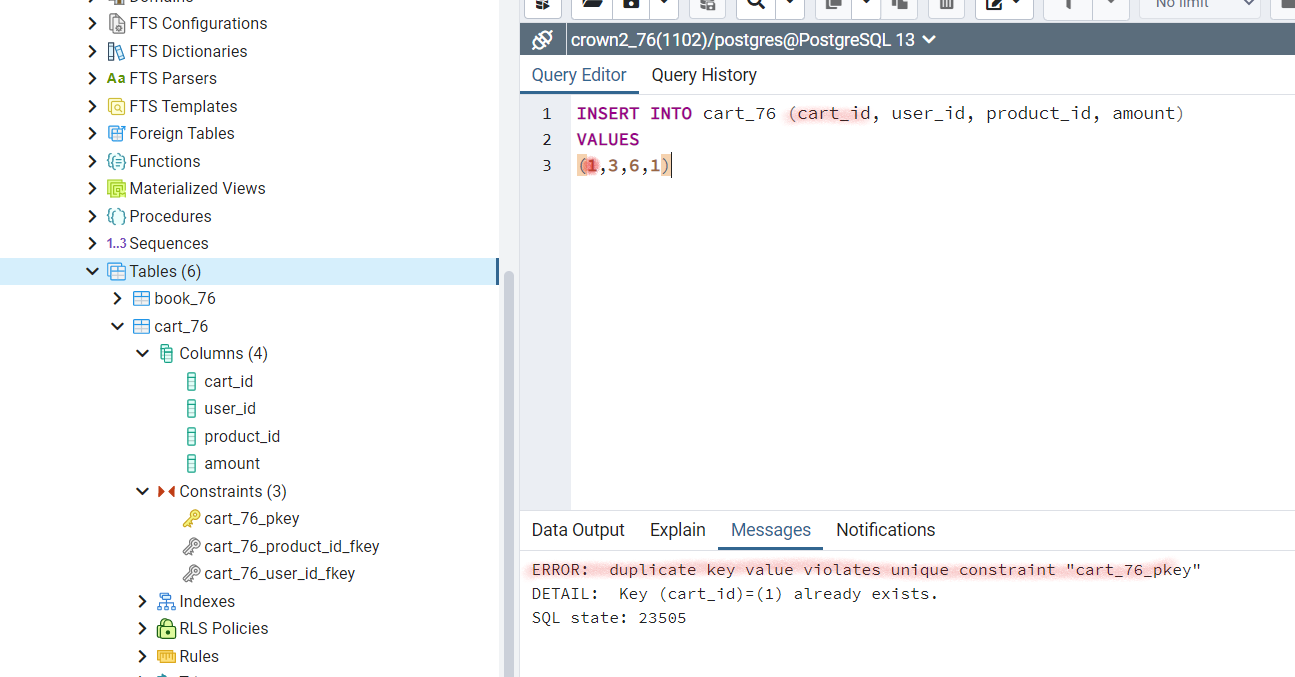 FTS Configurations
FTS Dictionaries
Aa FTS Parsers
FTS Templates
Foreign Tables
Functions
Materialized Views
Procedures
1..3 Sequences
Tables (6)
book_76
cart_76
Columns (4)
cart_id
user_id
product_id
amount
Constraints (3)
cart_76_pkey
cart_76_product_id_fkey
cart_76_user_id_fkey
Indexes
RLS Policies
Rules
No limit
crown2_76(1102)/postgres@PostgreSQL 13
Query Editor Query History
1 INSERT INTO cart_76 (cart_id, user_id, product_id, amount)
2 VALUES
3 (1,3,6,1)
Data Output Explain Messages Notifications
ERROR:  duplicate key value violates unique constraint "cart_76_pkey"
DETAIL:  Key (cart_id)=(1) already exists.
SQL state: 23505